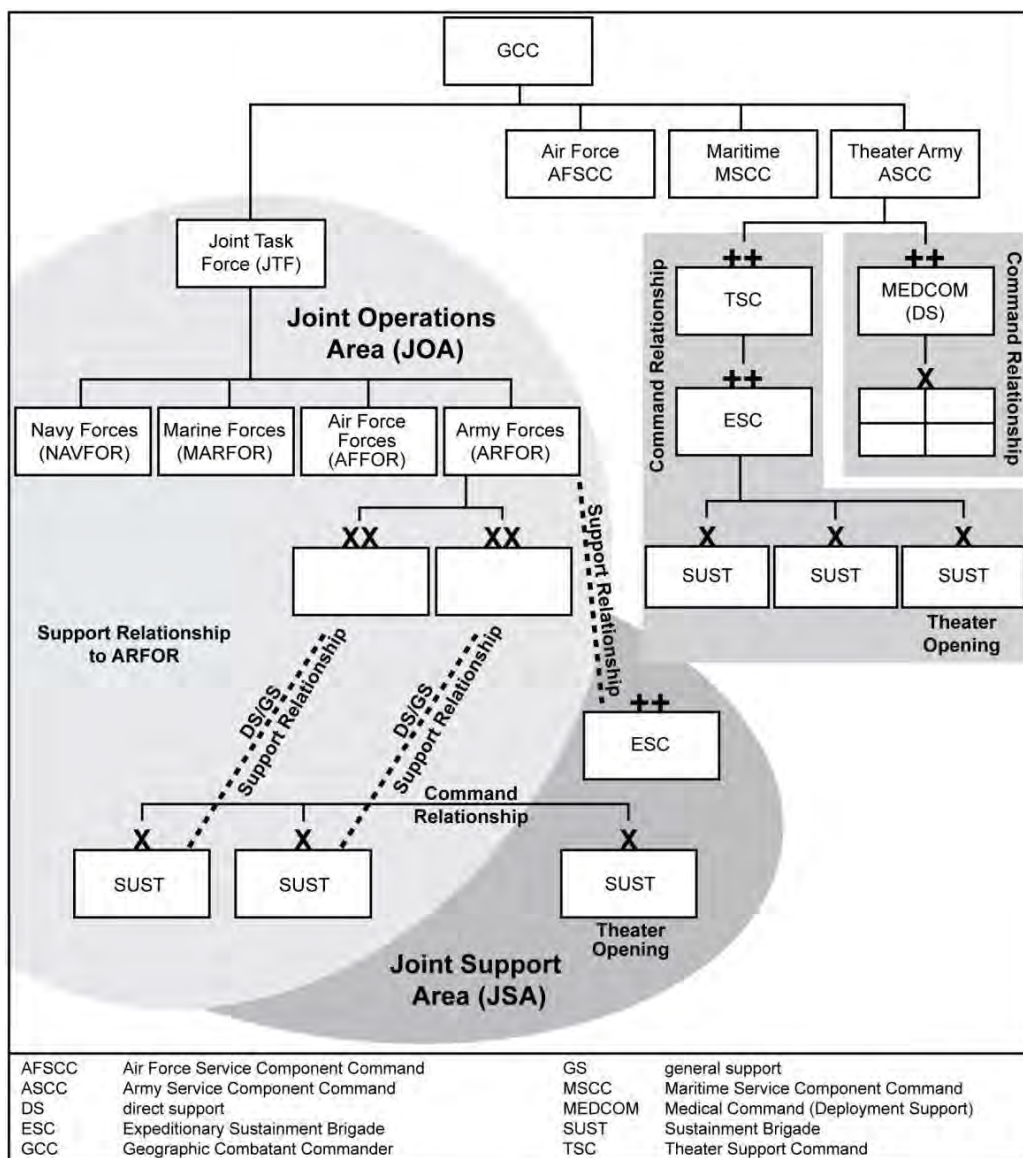 GCC
Air Force
AFSCC
Maritime
MSCC
Theater Army
ASCC
Joint Task
Force (JTF)
Joint Operations
Area (JOA)
Command Relationship
++
TSC
++
MEDCOM
(DS)
Command Relationship
++
ESC
X
Navy Forces
(NAVFOR)
Marine Forces
(MARFOR)
Air Force
Forces
(AFFOR)
Army Forces
(ARFOR)
Support Relationship
XX
XX
X
SUST
X
SUST
X
SUST
Theater
Opening
Support Relationship
to ARFOR
DS/GS
Support Relationship
DS/GS
Support Relationship
++
ESC
Command
Relationship
X
SUST
X
SUST
X
SUST
Theater
Opening
Joint Support
Area (JSA)
AFSCC Air Force Service Component Command
ASCC Army Service Component Command
DS direct support
ESC Expeditionary Sustainment Brigade
GCC Geographic Combatant Commander
GS general support
MSCC Maritime Service Component Command
MEDCOM Medical Command (Deployment Support)
SUST Sustainment Brigade
TSC Theater Support Command